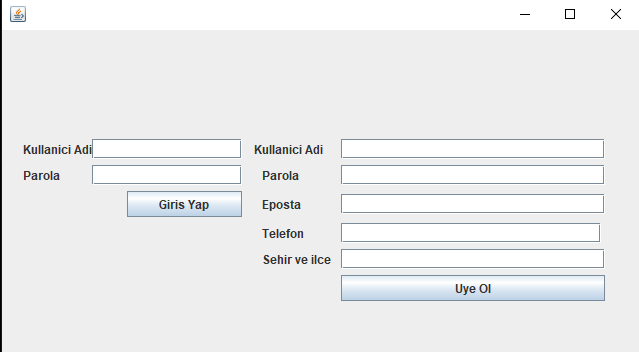 Kullanici Adi
Parola
Giris Yap
Kullanici Adi
Parola
Eposta
Telefon
Sehir ve ilce
Uye Ol